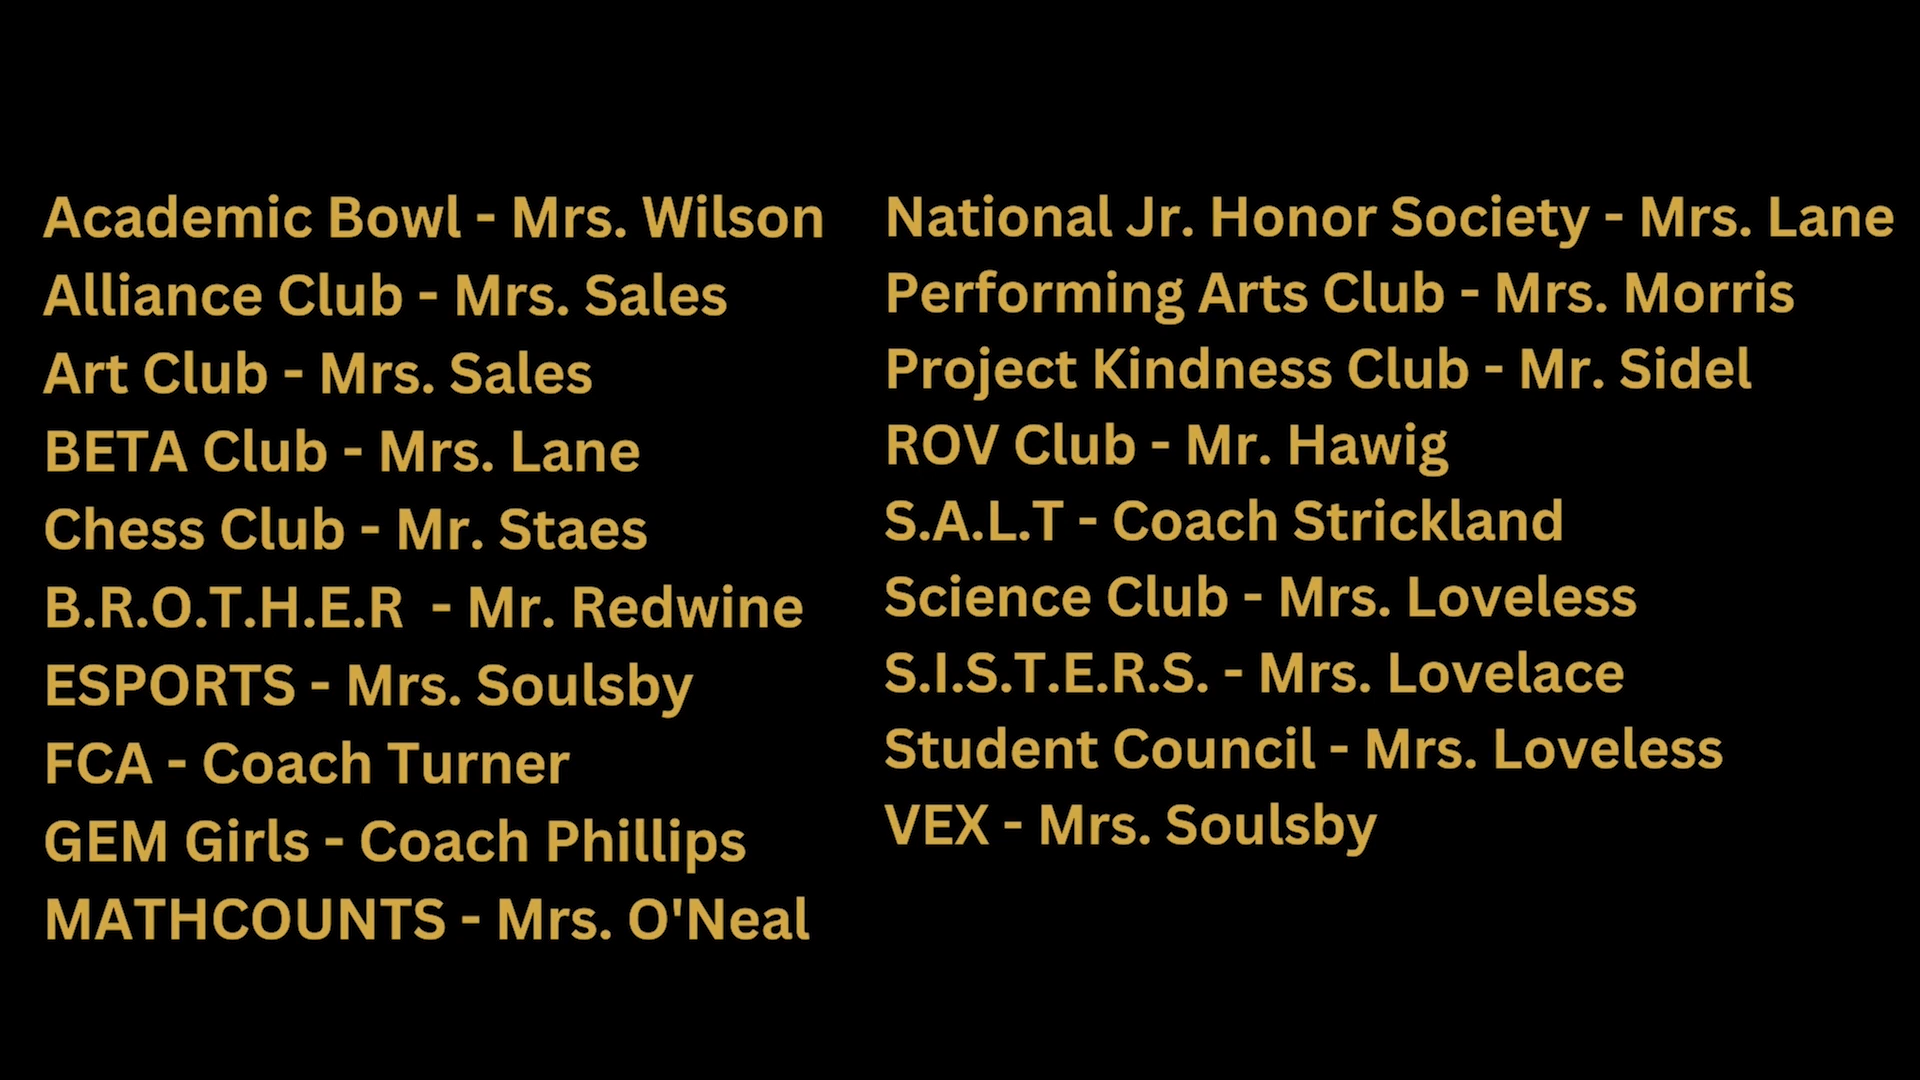 Academic Bowl - Mrs. Wilson
Alliance Club - Mrs. Sales
Art Club - Mrs. Sales
BETA Club - Mrs. Lane
Chess Club - Mr. Staes
B.R.O.T.H.E.R  - Mr. Redwine
ESPORTS - Mrs. Soulsby
FCA - Coach Turner
GEM Girls - Coach Phillips
MATHCOUNTS - Mrs. O'Neal
National Jr. Honor Society - Mrs. Lane
Performing Arts Club - Mrs. Morris
Project Kindness Club - Mr. Sidel
ROV Club - Mr. Hawig
S.A.L.T - Coach Strickland
Science Club - Mrs. Loveless
S.I.S.T.E.R.S. - Mrs. Lovelace
Student Council - Mrs. Loveless
VEX - Mrs. Soulsby